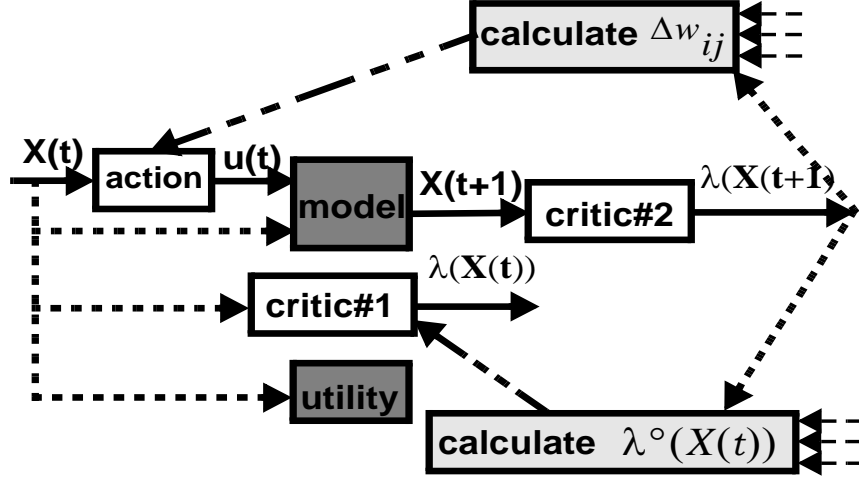 calculate Δw_ij
X(t)
action
u(t)
model
X(t+1)
critic#2
λ(X(t+1)
critic#1
λ(X(t))
utility
calculate λ°(X(t))